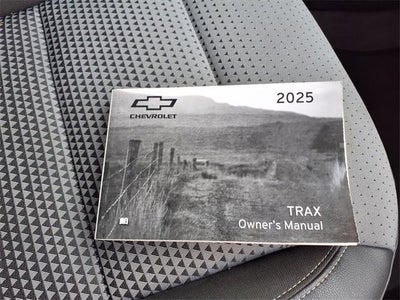 CHEVROLET
2025
TRAX
Owner's Manual